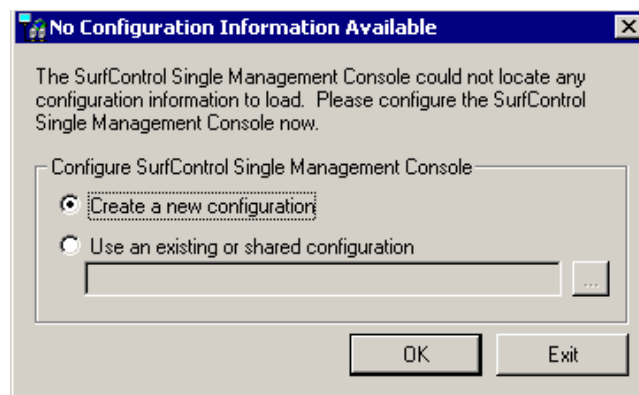 No Configuration Information Available
The SurfControl Single Management Console could not locate any
configuration information to load. Please configure the SurfControl
Single Management Console now.
Configure SurfControl Single Management Console
Create a new configuration
Use an existing or shared configuration
...
OK Exit